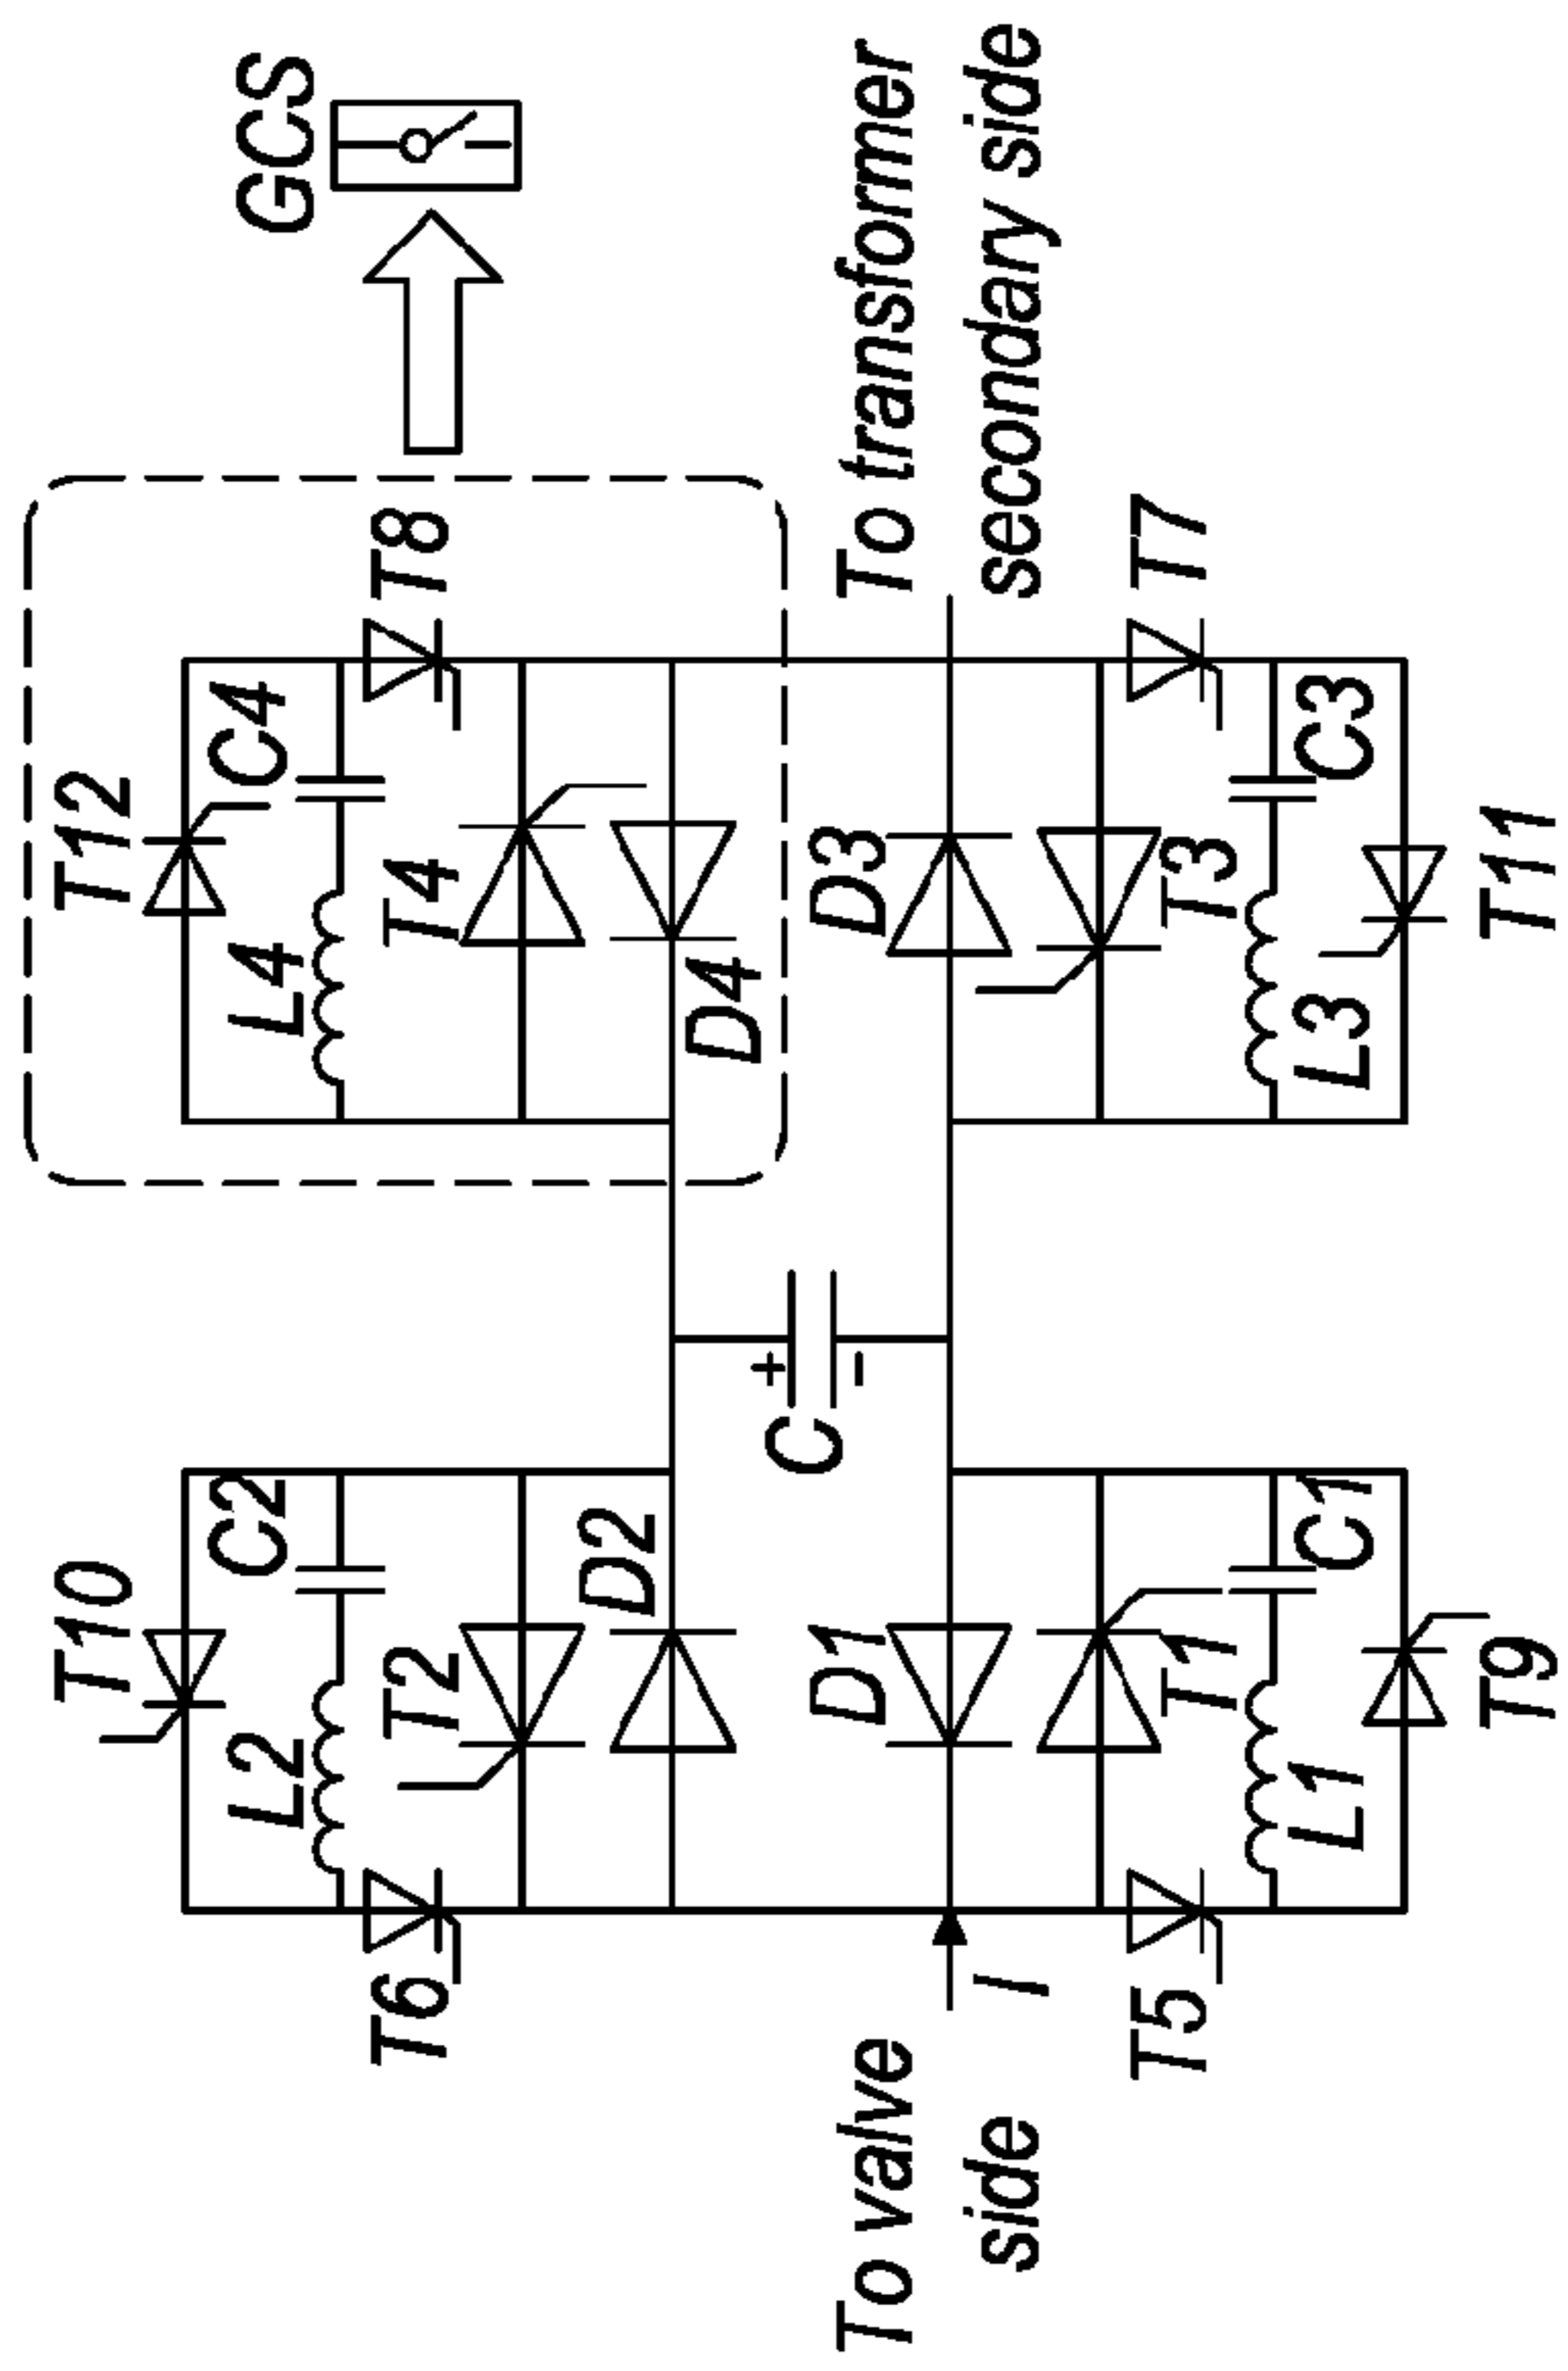 GCS
T12
C4
T8
L4
T4
D4
To transformer
secondary side
D3
T3
C3
T7
L3
T11
+
C
-
T10
C2
L2
T2
D2
T6
D1
T1
C1
T9
L1
T5
To valve
side
I